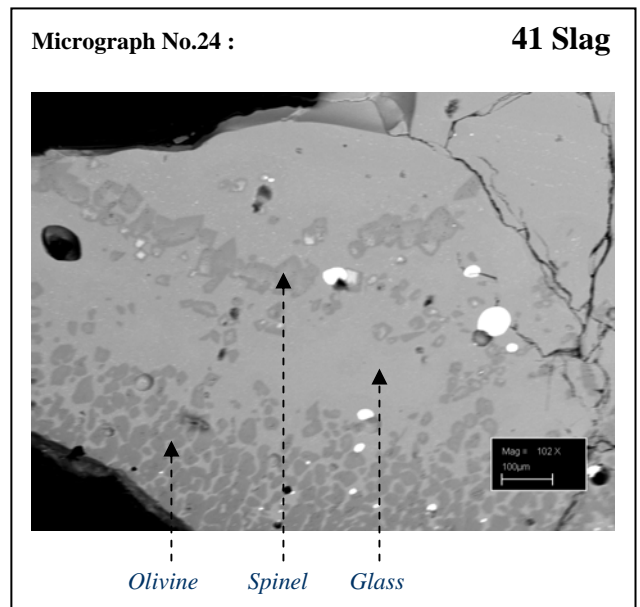 Micrograph No.24 : 41 Slag
Mag = 102 X
100µm
Olivine Spinel Glass